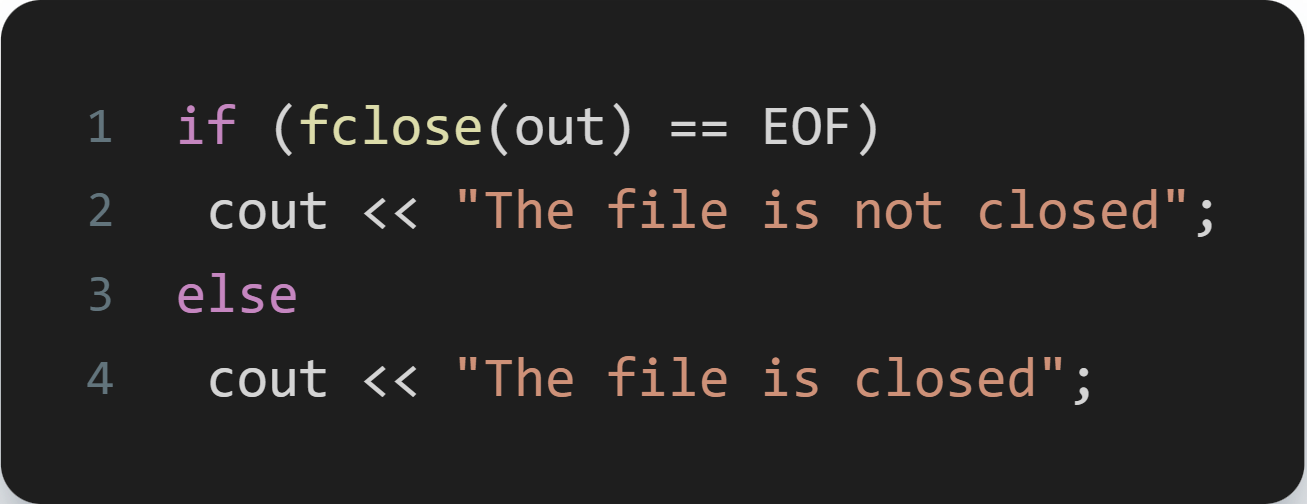 1 if (fclose(out) == EOF)
2 cout << "The file is not closed";
3 else
4 cout << "The file is closed";